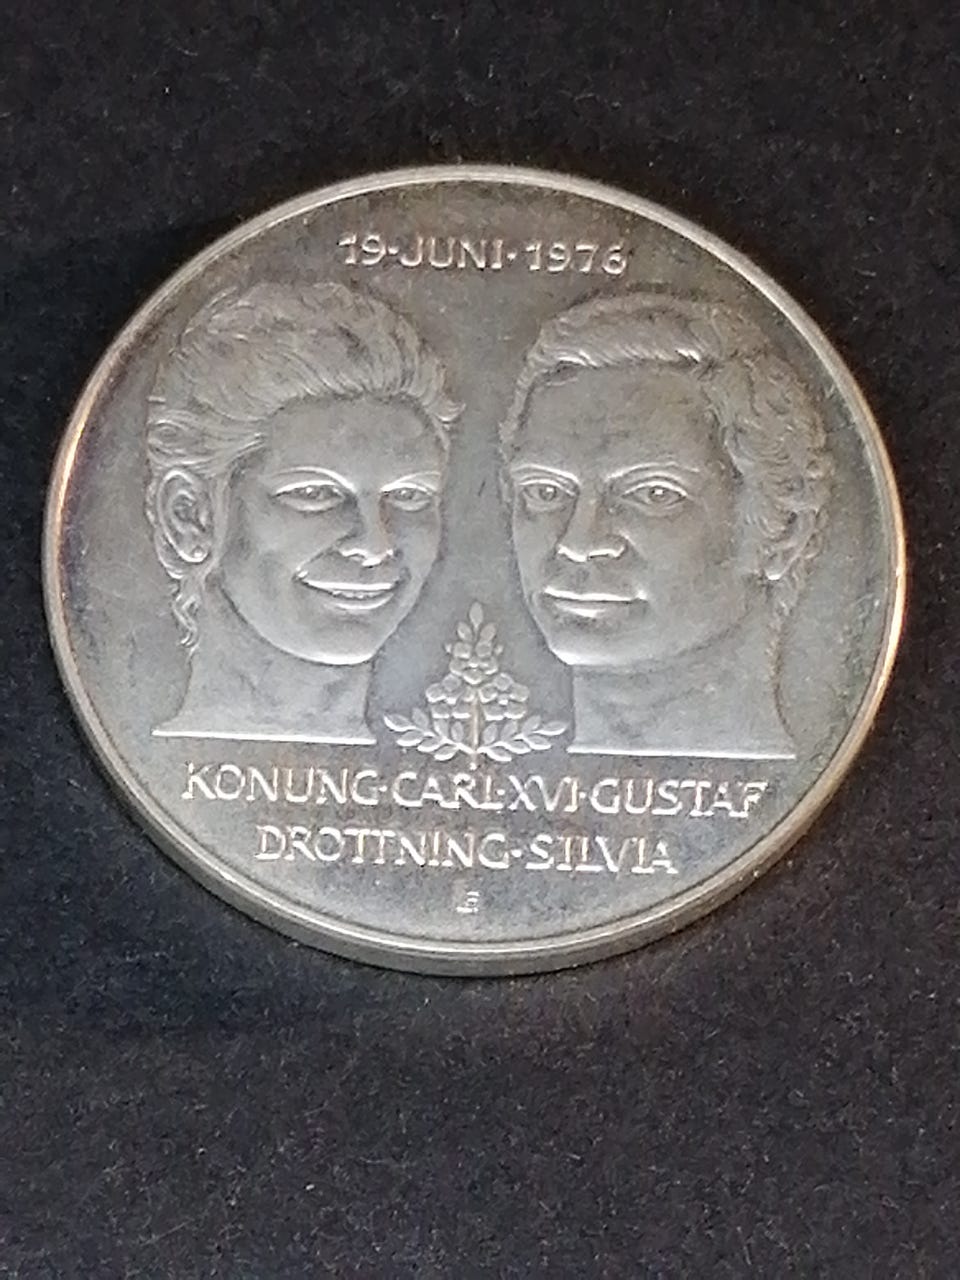 19·JUNI·1976
KONUNG·CARL·XVI·GUSTAF
DROTTNING·SILVIA